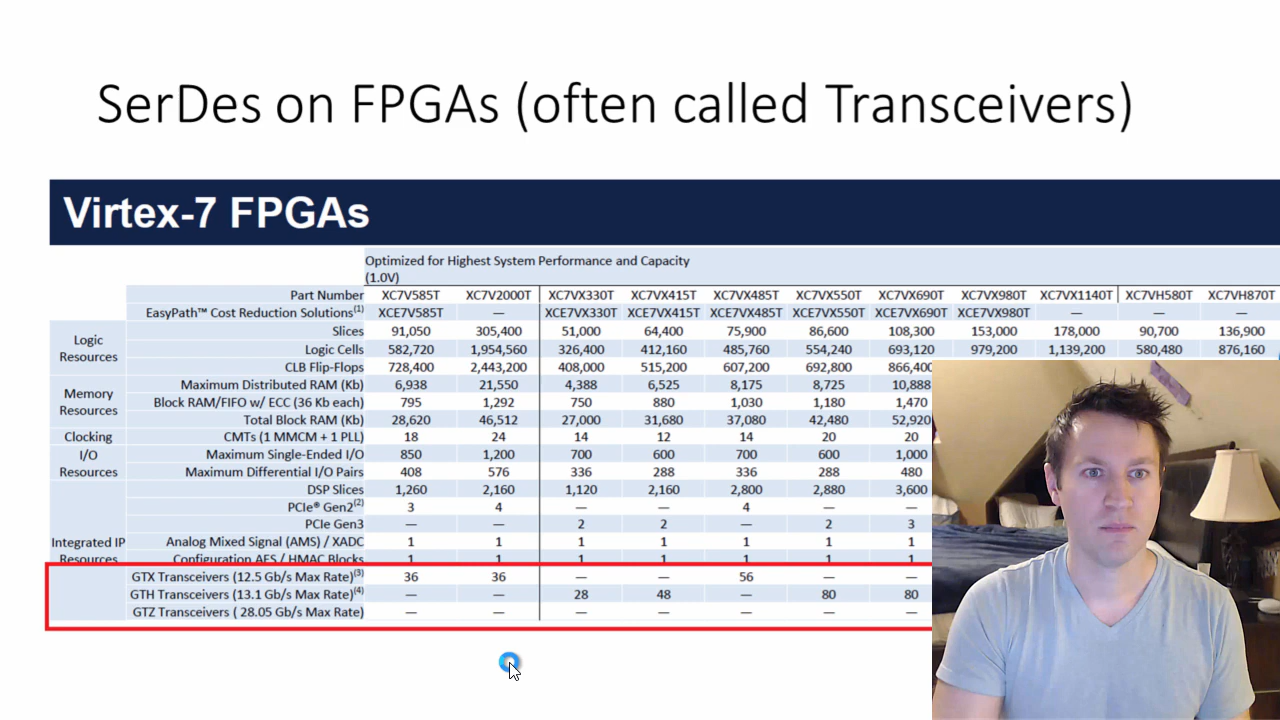 SerDes on FPGAs (often called Transceivers)
Virtex-7 FPGAs
Optimized for Highest System Performance and Capacity
(1.0V)
Part Number XC7V585T XC7V2000T XC7VX330T XC7VX415T XC7VX485T XC7VX550T XC7VX690T XC7VX980T XC7VX1140T XC7VH580T XC7VH870T
EasyPath™ Cost Reduction Solutions(1) XCE7V585T — XCE7VX330T XCE7VX415T XCE7VX485T XCE7VX550T XCE7VX690T XCE7VX980T — — —
Logic Resources
Slices 91,050 305,400 51,000 64,400 75,900 86,600 108,300 153,000 178,000 90,700 136,900
Logic Cells 582,720 1,954,560 326,400 412,160 485,760 554,240 693,120 979,200 1,139,200 580,480 876,160
CLB Flip-Flops 728,400 2,443,200 408,000 515,200 607,200 692,800 866,400
Memory Resources
Maximum Distributed RAM (Kb) 6,938 21,550 4,388 6,525 8,175 8,725 10,888
Block RAM/FIFO w/ ECC (36 Kb each) 795 1,292 750 880 1,030 1,180 1,470
Total Block RAM (Kb) 28,620 46,512 27,000 31,680 37,080 42,480 52,920
Clocking CMTs (1 MMCM + 1 PLL) 18 24 14 12 14 20 20
I/O Resources
Maximum Single-Ended I/O 850 1,200 700 600 700 600 1,000
Maximum Differential I/O Pairs 408 576 336 288 336 288 480
DSP Slices 1,260 2,160 1,120 2,160 2,800 2,880 3,600
PCIe® Gen2(2) 3 4 — — 4 — —
PCIe Gen3 — — 2 2 — 2 3
Integrated IP Resources
Analog Mixed Signal (AMS) / XADC 1 1 1 1 1 1 1
Configuration AES / HMAC Blocks 1 1 1 1 1 1 1
GTX Transceivers (12.5 Gb/s Max Rate)(3) 36 36 — — 56 — —
GTH Transceivers (13.1 Gb/s Max Rate)(4) — — 28 48 — 80 80
GTZ Transceivers ( 28.05 Gb/s Max Rate) — — — — — — —